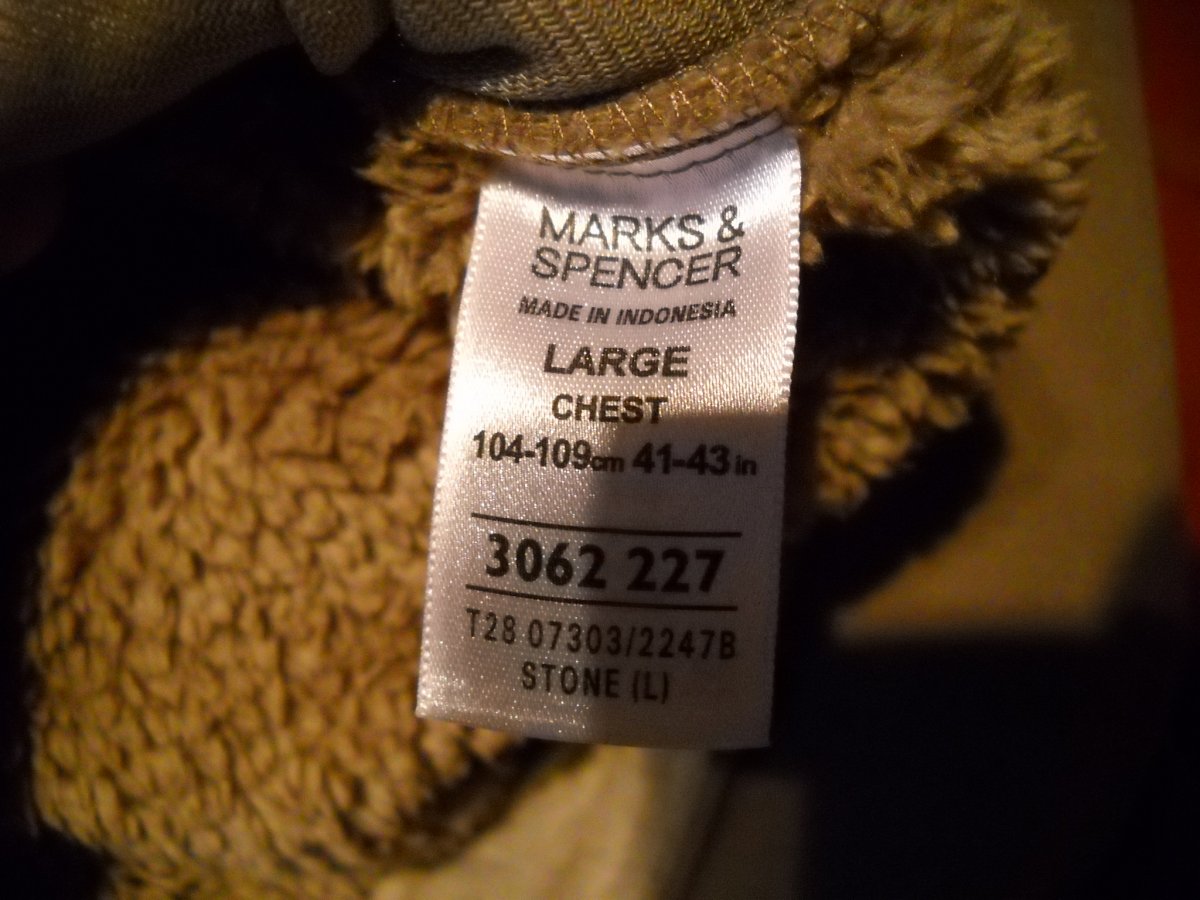 MARKS &
SPENCER
MADE IN INDONESIA
LARGE
CHEST
104-109cm 41-43in
3062 227
T28 07303/2247B
STONE (L)